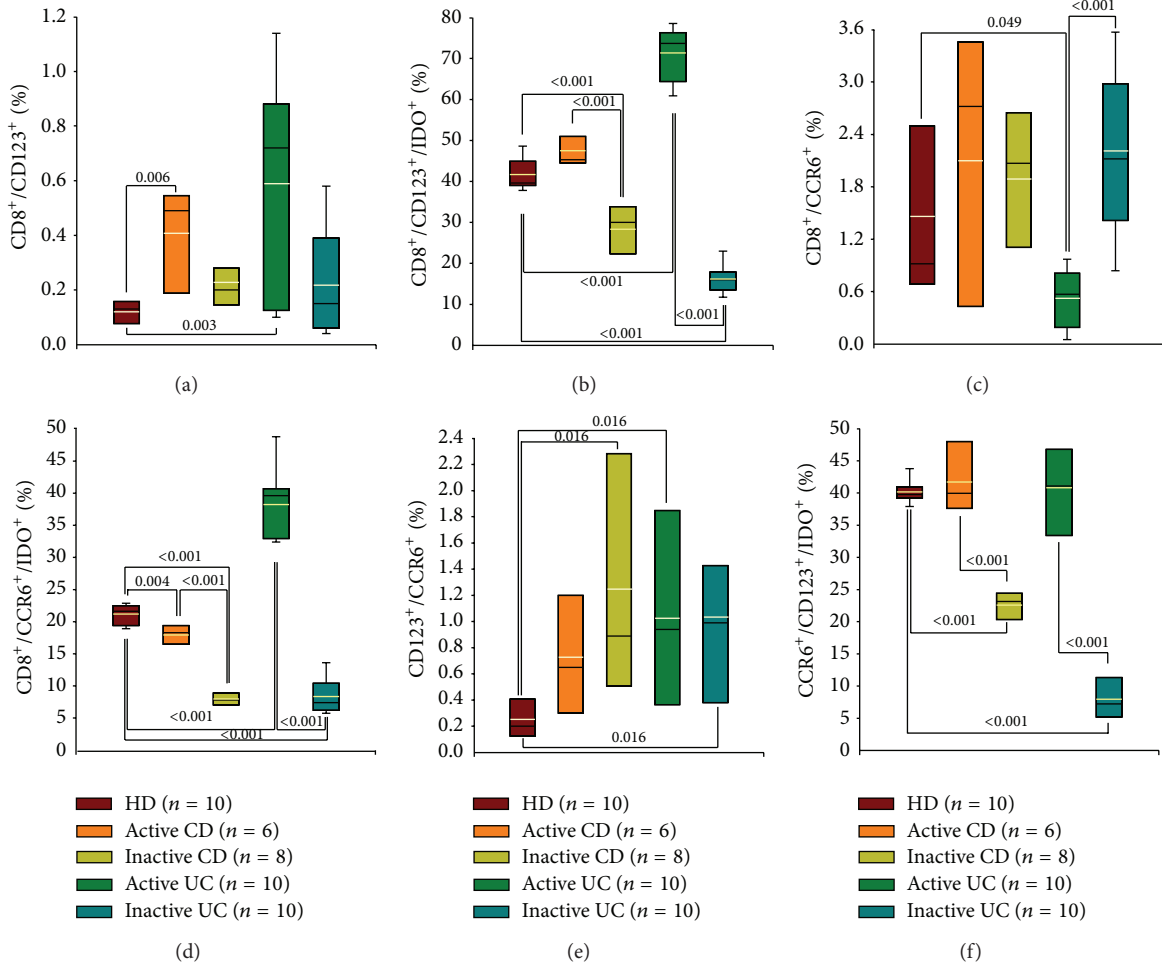 CD8+/CD123+ (%)
1.2
1.0
0.8
0.6
0.4
0.2
0.0
0.006
0.003
(a)
CD8+/CD123+/IDO+ (%)
80
70
60
50
40
30
20
10
0
<0.001
<0.001
<0.001
<0.001
<0.001
(b)
CD8+/CCR6+ (%)
3.6
3.0
2.4
1.8
1.2
0.6
0.0
0.049
<0.001
(c)
CD8+/CCR6+/IDO+ (%)
50
45
40
35
30
25
20
15
10
5
0
<0.001
0.004
<0.001
<0.001
<0.001
<0.001
HD (n = 10)
Active CD (n = 6)
Inactive CD (n = 8)
Active UC (n = 10)
Inactive UC (n = 10)
(d)
CD123+/CCR6+ (%)
2.4
2.2
2.0
1.8
1.6
1.4
1.2
1.0
0.8
0.6
0.4
0.2
0.0
0.016
0.016
0.016
HD (n = 10)
Active CD (n = 6)
Inactive CD (n = 8)
Active UC (n = 10)
Inactive UC (n = 10)
(e)
CCR6+/CD123+/IDO+ (%)
50
45
40
35
30
25
20
15
10
5
0
<0.001
<0.001
<0.001
<0.001
HD (n = 10)
Active CD (n = 6)
Inactive CD (n = 8)
Active UC (n = 10)
Inactive UC (n = 10)
(f)